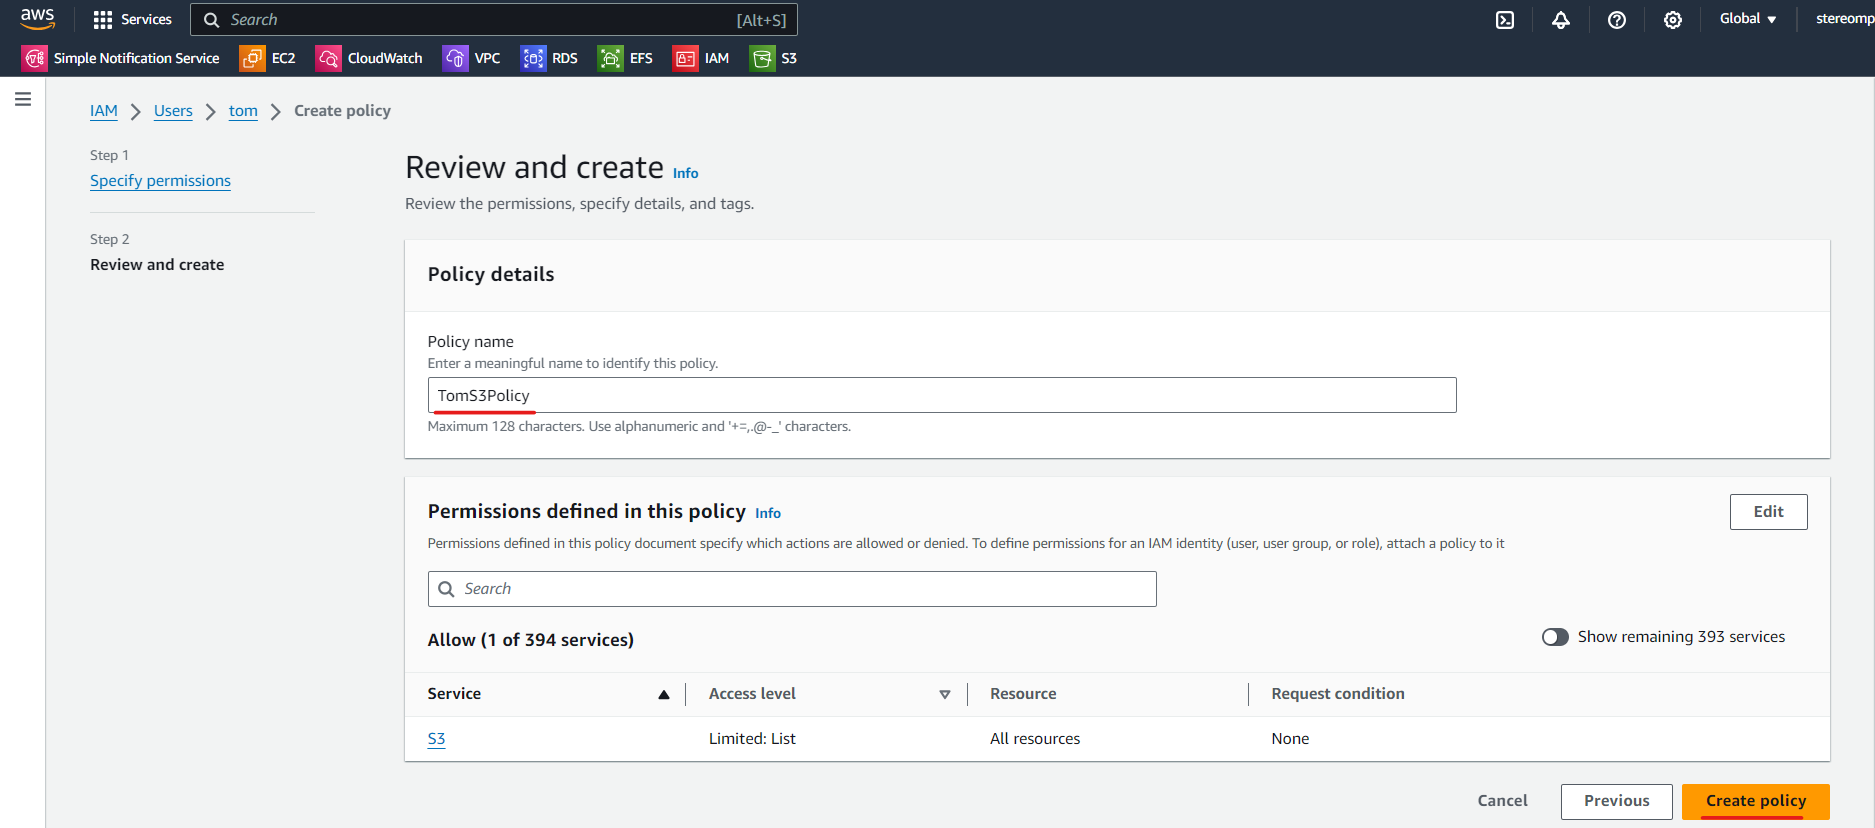 aws
Services
Search
[Alt+S]
Global
stereomp
Simple Notification Service
EC2
CloudWatch
VPC
RDS
EFS
IAM
S3
IAM > Users > tom > Create policy
Step 1
Specify permissions
Step 2
Review and create
Review and create Info
Review the permissions, specify details, and tags.
Policy details
Policy name
Enter a meaningful name to identify this policy.
TomS3Policy
Maximum 128 characters. Use alphanumeric and '+=,.@-_' characters.
Permissions defined in this policy Info
Edit
Permissions defined in this policy document specify which actions are allowed or denied. To define permissions for an IAM identity (user, user group, or role), attach a policy to it
Search
Allow (1 of 394 services)
Show remaining 393 services
Service
Access level
Resource
Request condition
S3
Limited: List
All resources
None
Cancel
Previous
Create policy